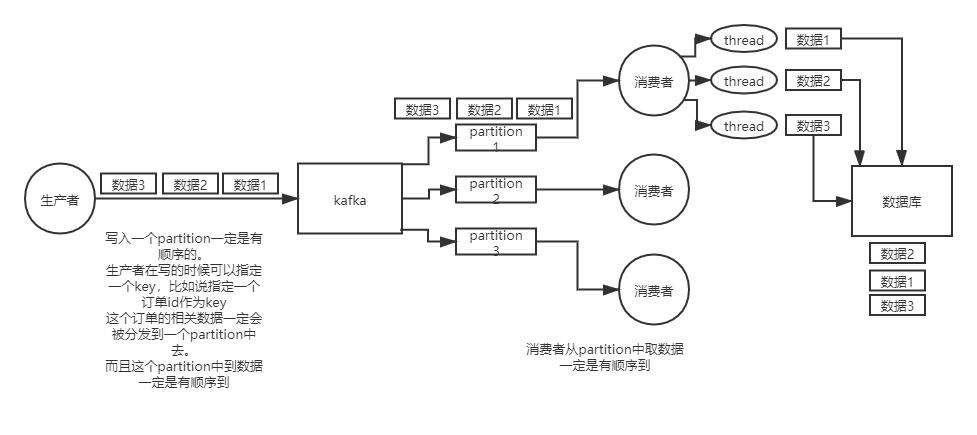 thread
数据1
thread
数据2
thread
数据3
消费者
数据3
数据2
数据1
partition
1
生产者
数据3
数据2
数据1
kafka
partition
2
消费者
数据库
partition
3
消费者
数据2
数据1
数据3
写入一个partition一定是有
顺序的。
生产者在写的时候可以指定
一个key，比如说指定一个
订单id作为key
这个订单的相关数据一定会
被分发到一个partition中
去。
而且这个partition中到数据
一定是有顺序到
消费者从partition中取数据
一定是有顺序到